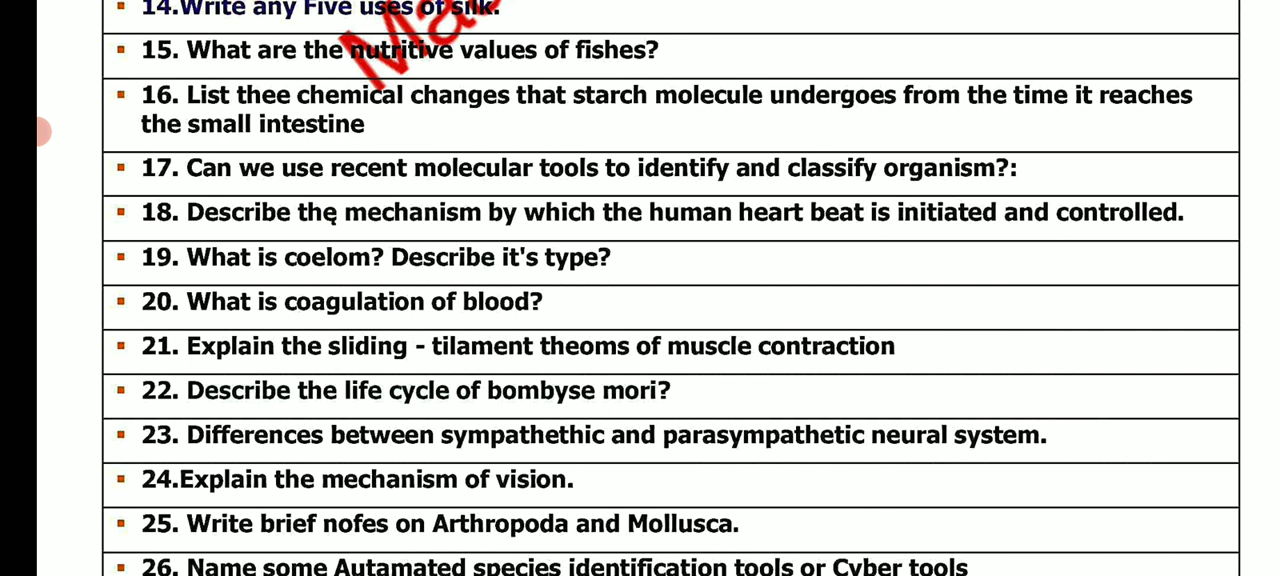 14.Write any Five uses of silk.
15. What are the nutritive values of fishes?
16. List thee chemical changes that starch molecule undergoes from the time it reaches
the small intestine
17. Can we use recent molecular tools to identify and classify organism?:
18. Describe the mechanism by which the human heart beat is initiated and controlled.
19. What is coelom? Describe it's type?
20. What is coagulation of blood?
21. Explain the sliding - tilament theoms of muscle contraction
22. Describe the life cycle of bombyse mori?
23. Differences between sympathethic and parasympathetic neural system.
24.Explain the mechanism of vision.
25. Write brief nofes on Arthropoda and Mollusca.
26. Name some Autamated species identification tools or Cyber tools